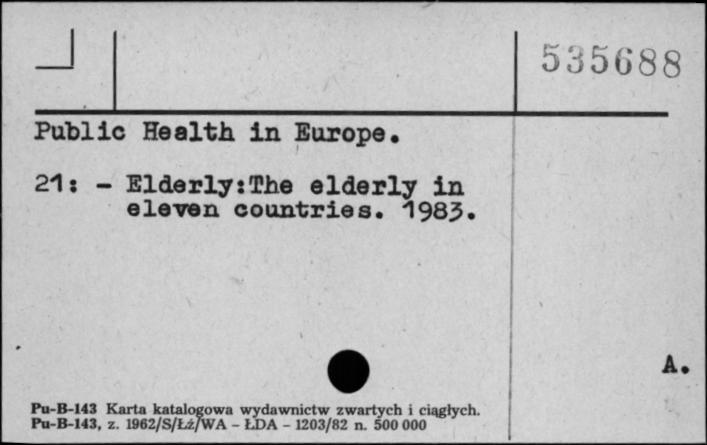 535688
Public Health in Europe.
21: - Elderly:The elderly in
eleven countries. 1983.
A.
Pu-B-143 Karta katalogowa wydawnictw zwartych i ciągłych.
Pu-B-143, z. 1962/S/Łź/WA - ŁDA - 1203/82 n. 500 000